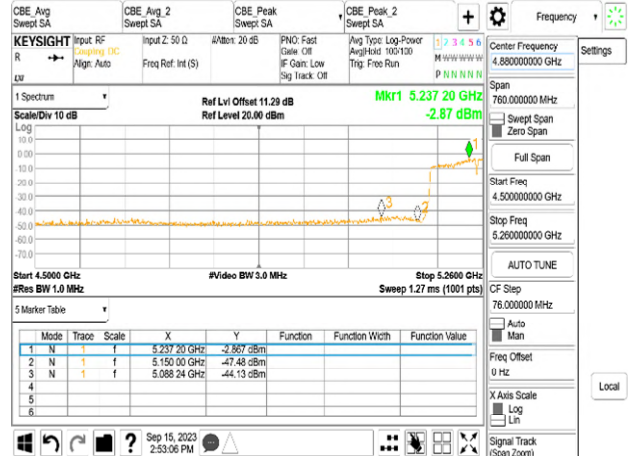 CBE_Avg
Swept SA
CBE_Avg_2
Swept SA
CBE_Peak
Swept SA
CBE_Peak_2
Swept SA
+
Frequency
KEYSIGHT
R
Input: RF
Coupling: DC
Align: Auto
Input Z: 50 Ω
Freq Ref: Int (S)
#Atten: 20 dB
PNO: Fast
Gate: Off
IF Gain: Low
Sig Track: Off
Avg Type: Log-Power
Avg|Hold: 100/100
Trig: Free Run
1 2 3 4 5 6
M W W W W W
P N N N N N
Settings
Center Frequency
4.880000000 GHz
Span
760.000000 MHz
Swept Span
Zero Span
Full Span
Start Freq
4.500000000 GHz
Stop Freq
5.260000000 GHz
AUTO TUNE
CF Step
76.000000 MHz
Auto
Man
Freq Offset
0 Hz
X Axis Scale
Log
Lin
Signal Track
(Span Zoom)
Local
1 Spectrum
Scale/Div 10 dB
Ref Lvl Offset 11.29 dB
Ref Level 20.00 dBm
Mkr1 5.237 20 GHz
-2.87 dBm
Log
10.0
0.00
-10.0
-20.0
-30.0
-40.0
-50.0
-60.0
-70.0
1
2
3
Start 4.5000 GHz
#Res BW 1.0 MHz
#Video BW 3.0 MHz
Stop 5.2600 GHz
Sweep 1.27 ms (1001 pts)
5 Marker Table
Mode Trace Scale X Y Function Function Width Function Value
1 N 1 f 5.237 20 GHz -2.867 dBm
2 N 1 f 5.150 00 GHz -47.48 dBm
3 N 1 f 5.088 24 GHz -44.13 dBm
4
5
6
?
Sep 15, 2023
2:53:06 PM